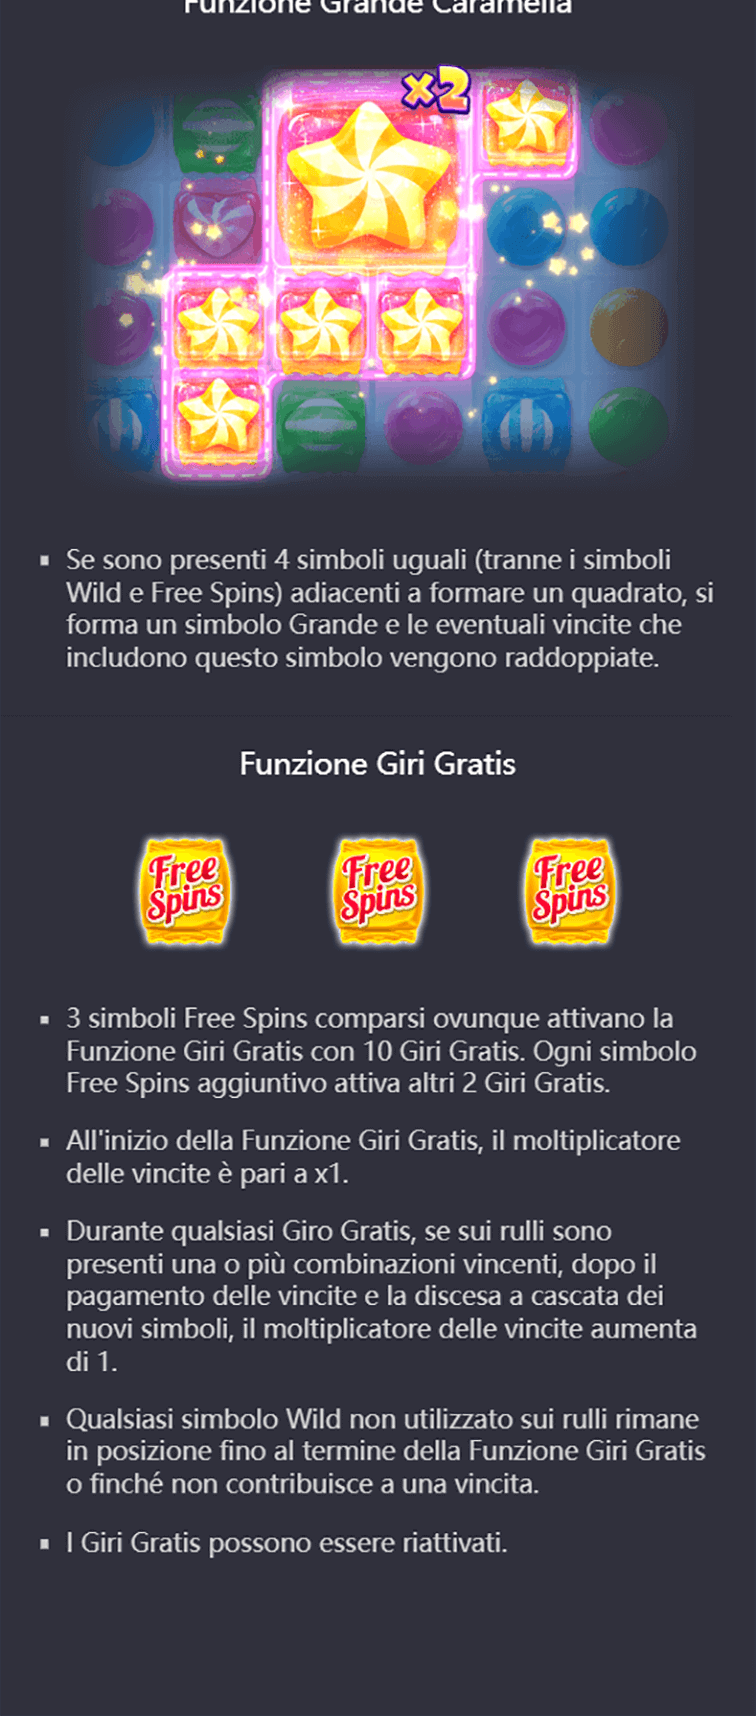 Funzione Grande Caramella
x2
Se sono presenti 4 simboli uguali (tranne i simboli
Wild e Free Spins) adiacenti a formare un quadrato, si
forma un simbolo Grande e le eventuali vincite che
includono questo simbolo vengono raddoppiate.
Funzione Giri Gratis
Free Spins
Free Spins
Free Spins
3 simboli Free Spins comparsi ovunque attivano la
Funzione Giri Gratis con 10 Giri Gratis. Ogni simbolo
Free Spins aggiuntivo attiva altri 2 Giri Gratis.
All'inizio della Funzione Giri Gratis, il moltiplicatore
delle vincite è pari a x1.
Durante qualsiasi Giro Gratis, se sui rulli sono
presenti una o più combinazioni vincenti, dopo il
pagamento delle vincite e la discesa a cascata dei
nuovi simboli, il moltiplicatore delle vincite aumenta
di 1.
Qualsiasi simbolo Wild non utilizzato sui rulli rimane
in posizione fino al termine della Funzione Giri Gratis
o finché non contribuisce a una vincita.
I Giri Gratis possono essere riattivati.